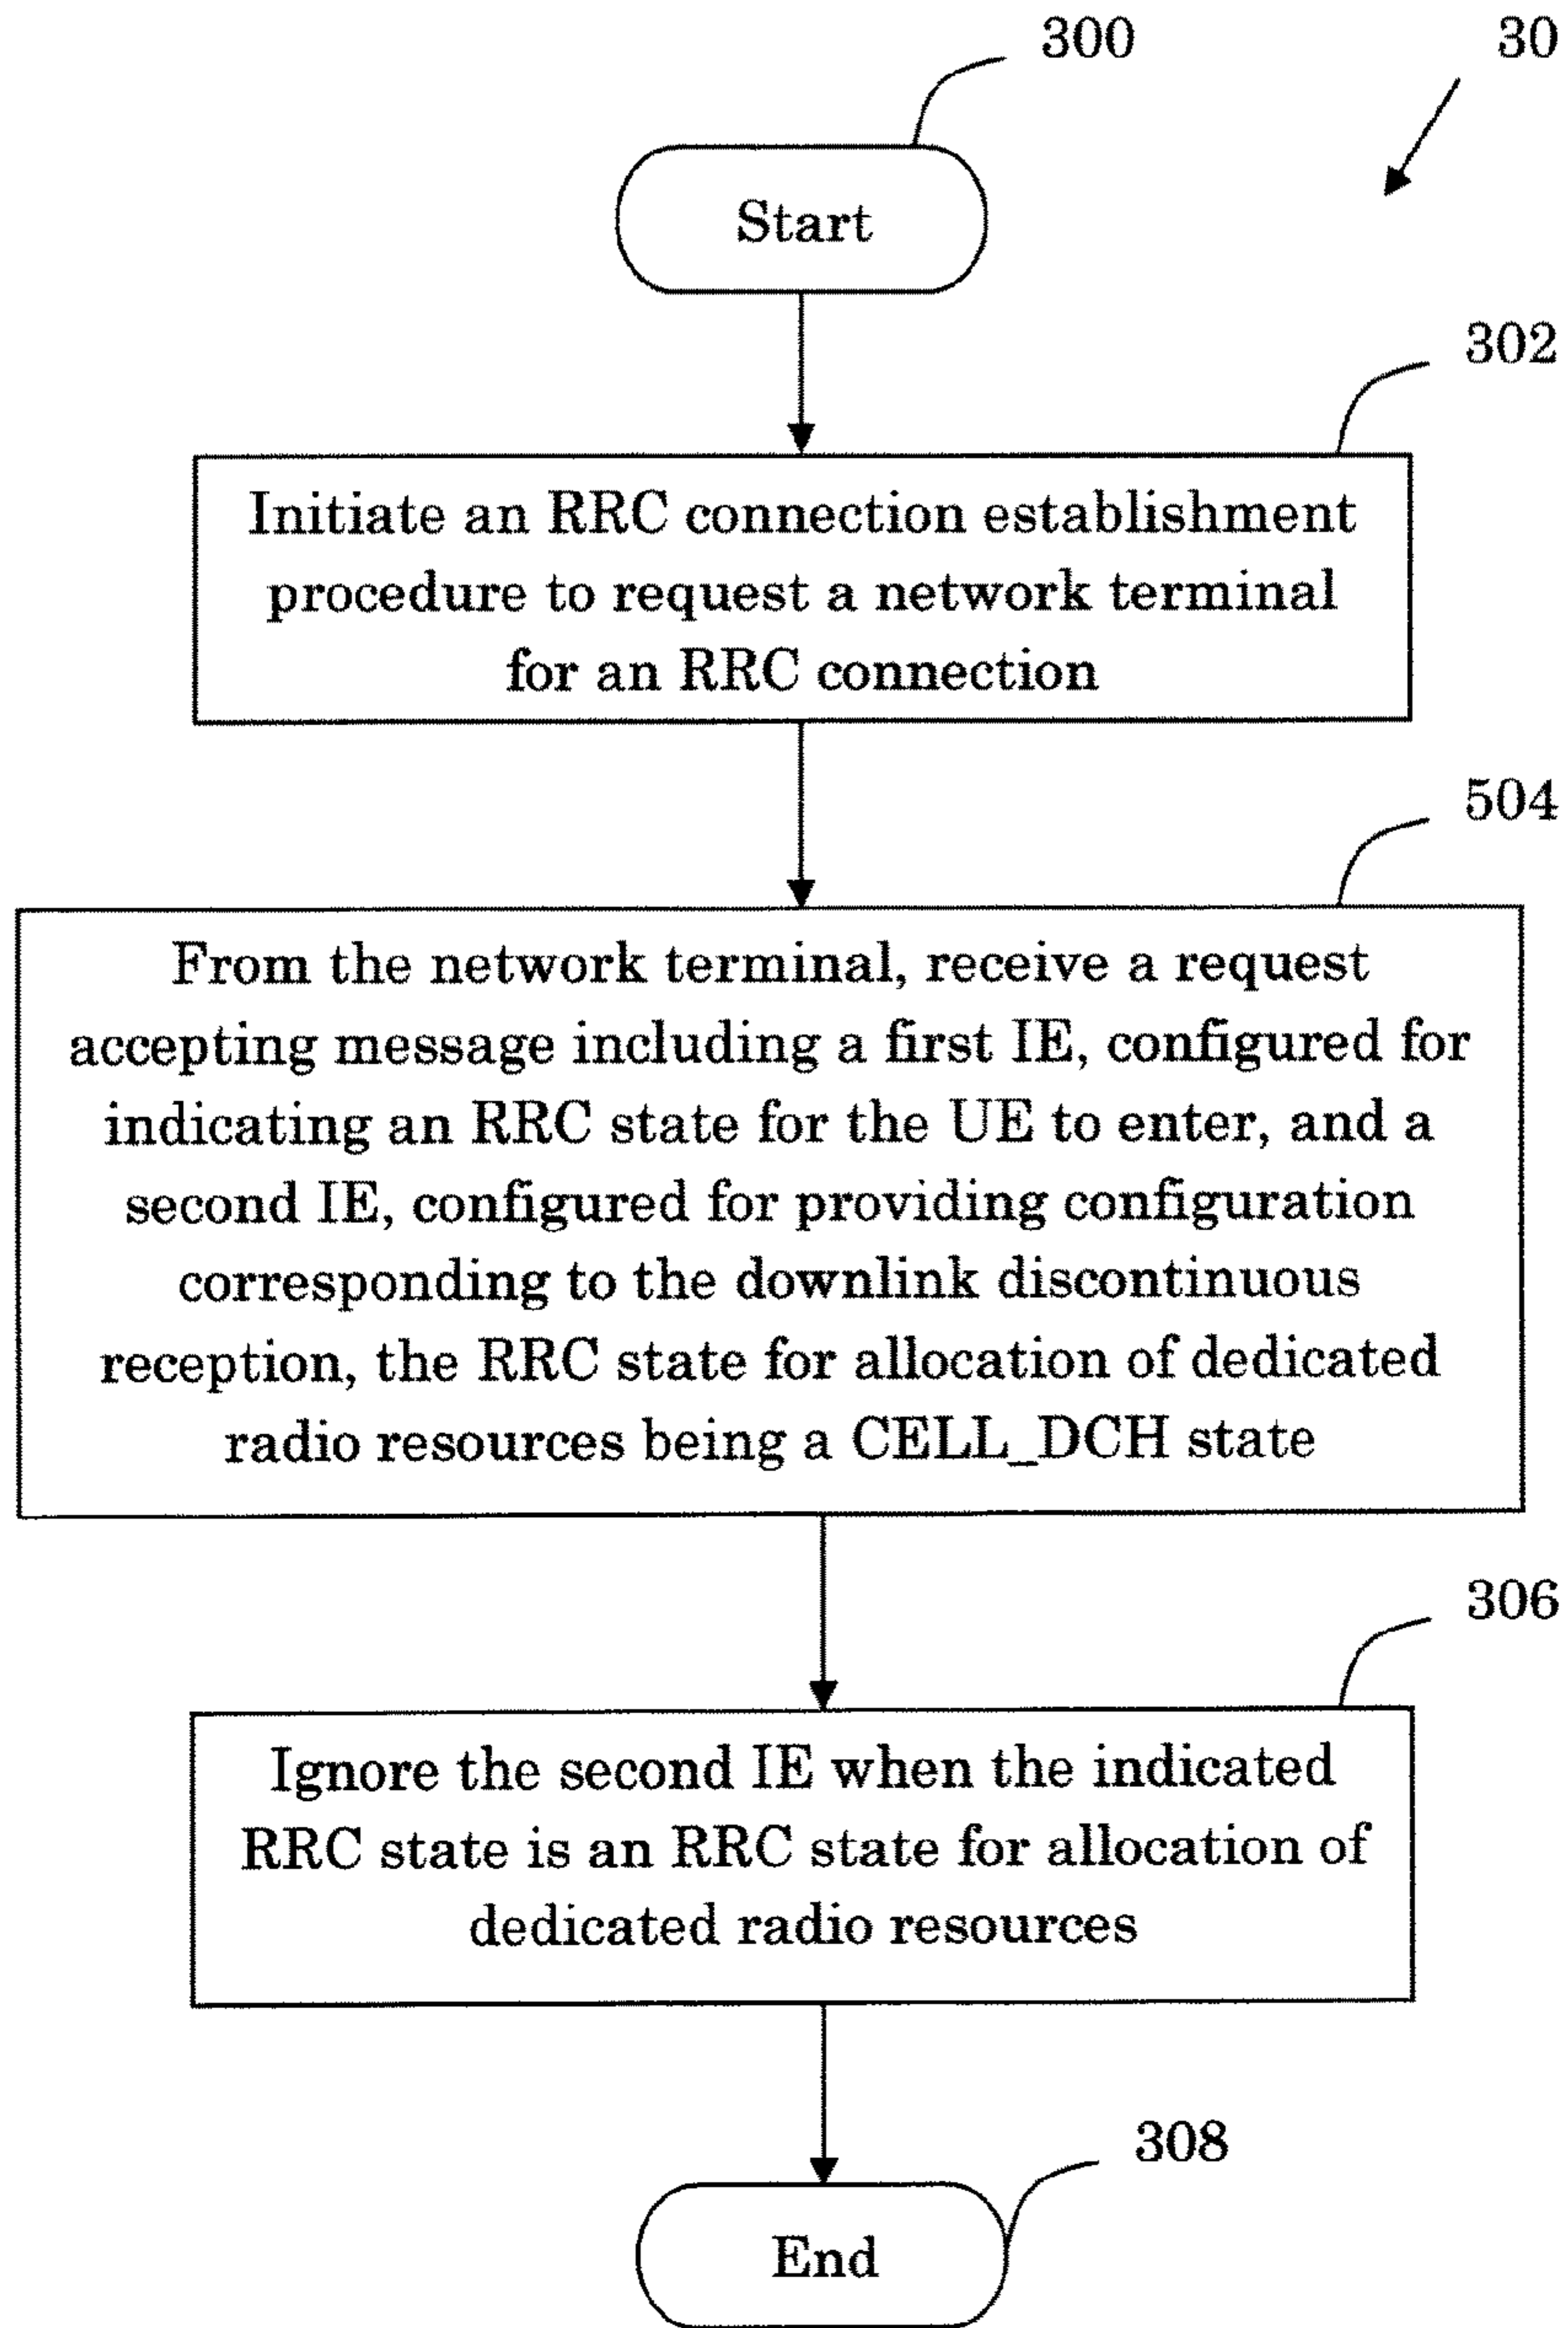 300
30
Start
302
Initiate an RRC connection establishment
procedure to request a network terminal
for an RRC connection
504
From the network terminal, receive a request
accepting message including a first IE, configured for
indicating an RRC state for the UE to enter, and a
second IE, configured for providing configuration
corresponding to the downlink discontinuous
reception, the RRC state for allocation of dedicated
radio resources being a CELL_DCH state
306
Ignore the second IE when the indicated
RRC state is an RRC state for allocation of
dedicated radio resources
308
End